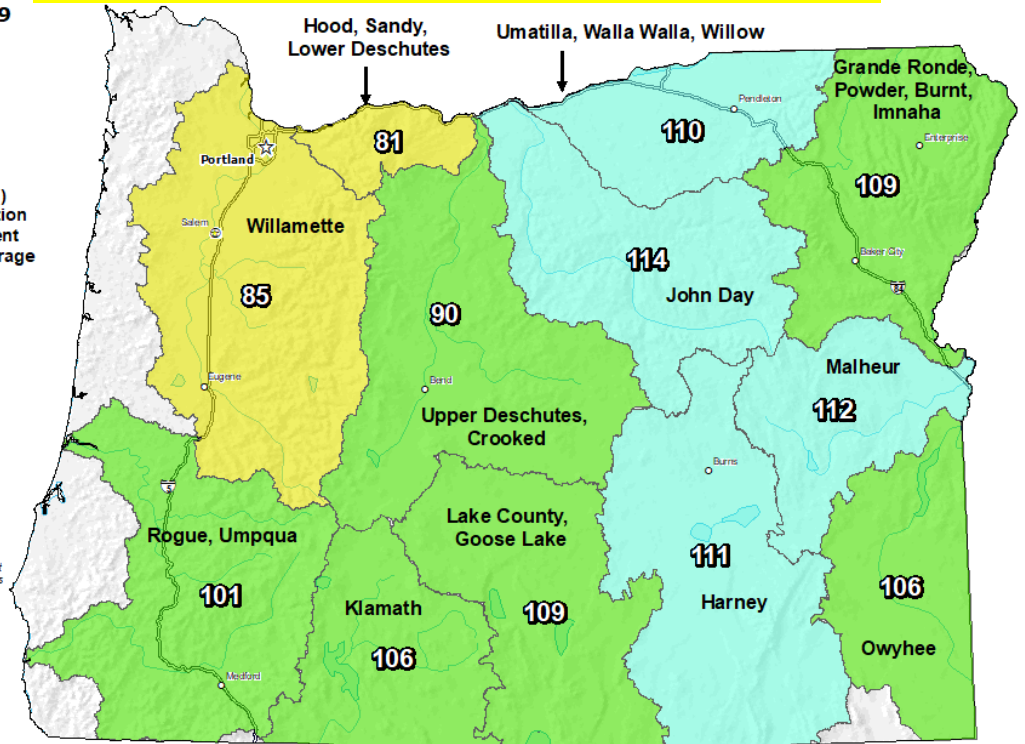 9
Hood, Sandy,
Lower Deschutes
Umatilla, Walla Walla, Willow
Grande Ronde,
Powder, Burnt,
Imnaha
Pendleton
Enterprise
81
110
109
Portland
)
tion
ent
rage
Salem
Willamette
85
90
114
John Day
Baker City
84
Eugene
Bend
Upper Deschutes,
Crooked
Malheur
112
Burns
5
Rogue, Umpqua
101
Lake County,
Goose Lake
111
Harney
Klamath
106
109
106
Owyhee
Medford